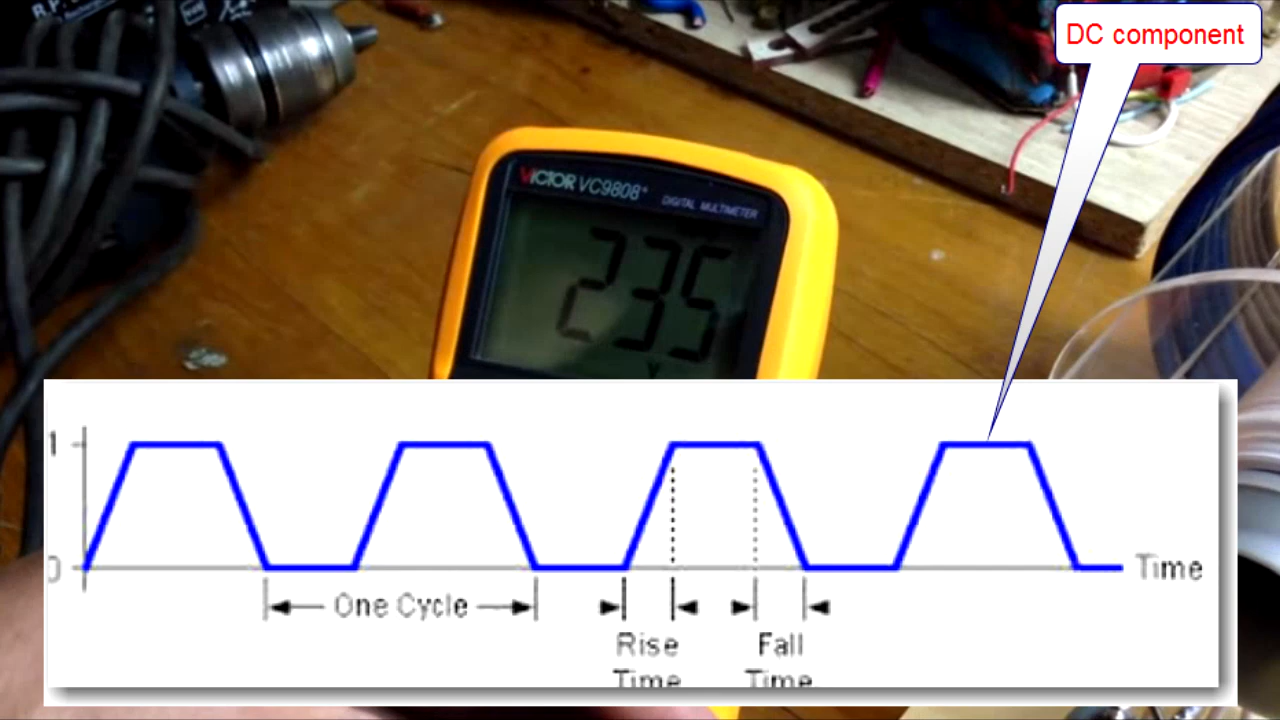 DC component
VICTOR VC9808+
DIGITAL MULTIMETER
235
V
1
0
Time
One Cycle
Rise
Time
Fall
Time